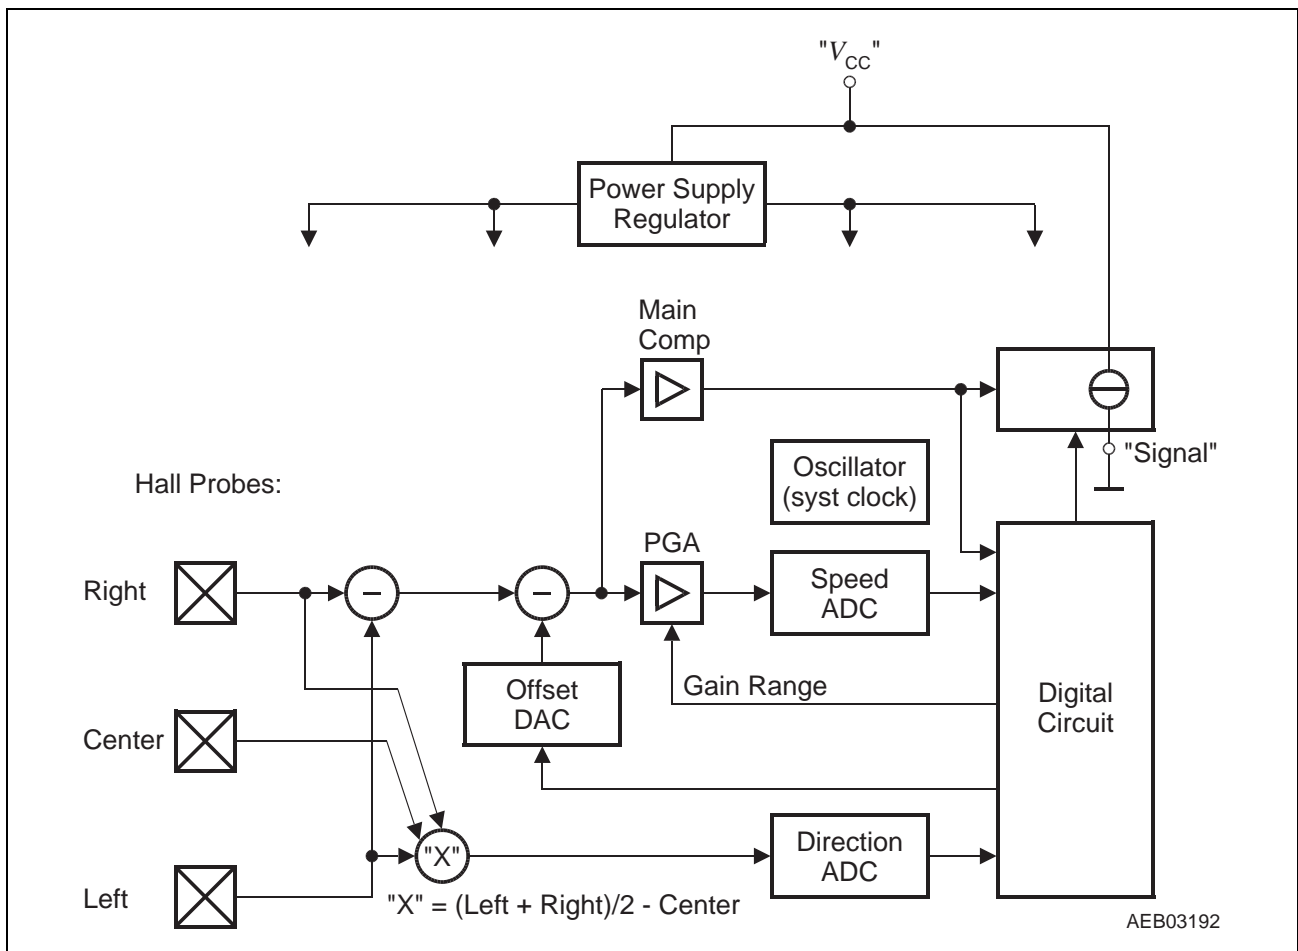 "VCC"
Power Supply
Regulator
Main
Comp
"Signal"
Oscillator
(syst clock)
Hall Probes:
PGA
Right
−
−
Speed
ADC
Gain Range
Offset
DAC
Digital
Circuit
Center
"X"
Direction
ADC
Left
"X" = (Left + Right)/2 - Center
AEB03192